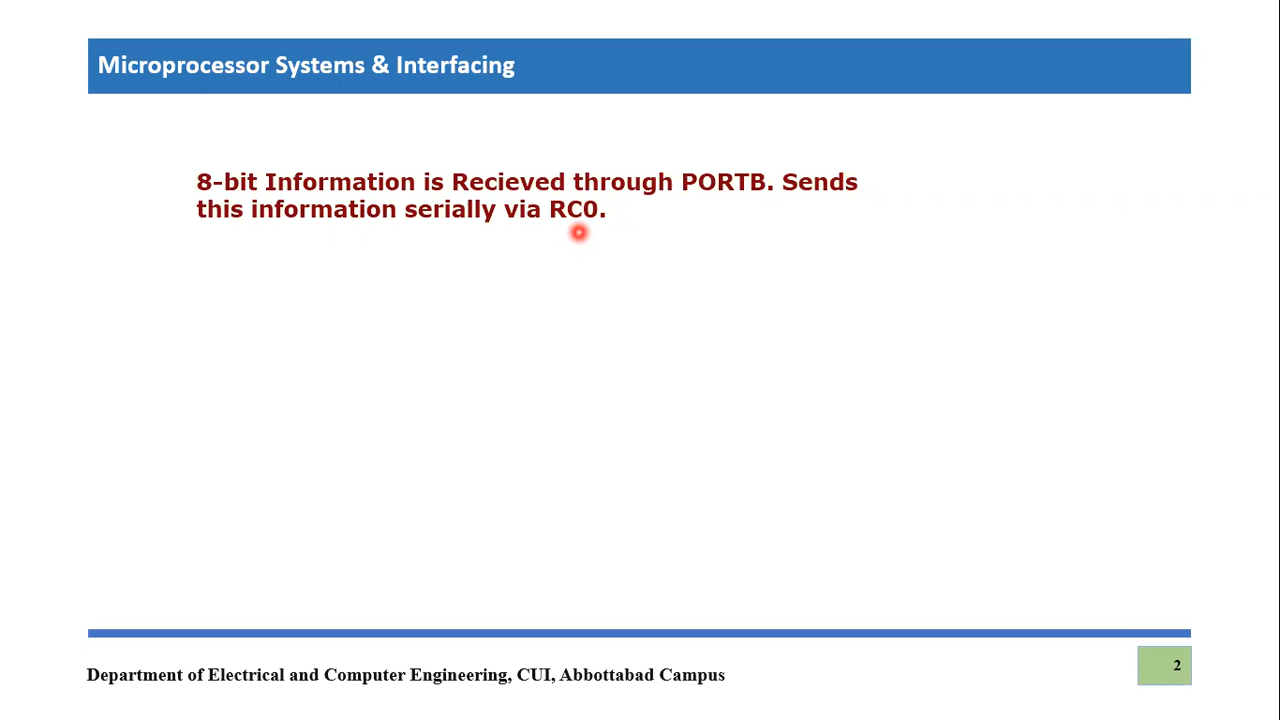 Microprocessor Systems & Interfacing
8-bit Information is Recieved through PORTB. Sends
this information serially via RC0.
Department of Electrical and Computer Engineering, CUI, Abbottabad Campus
2